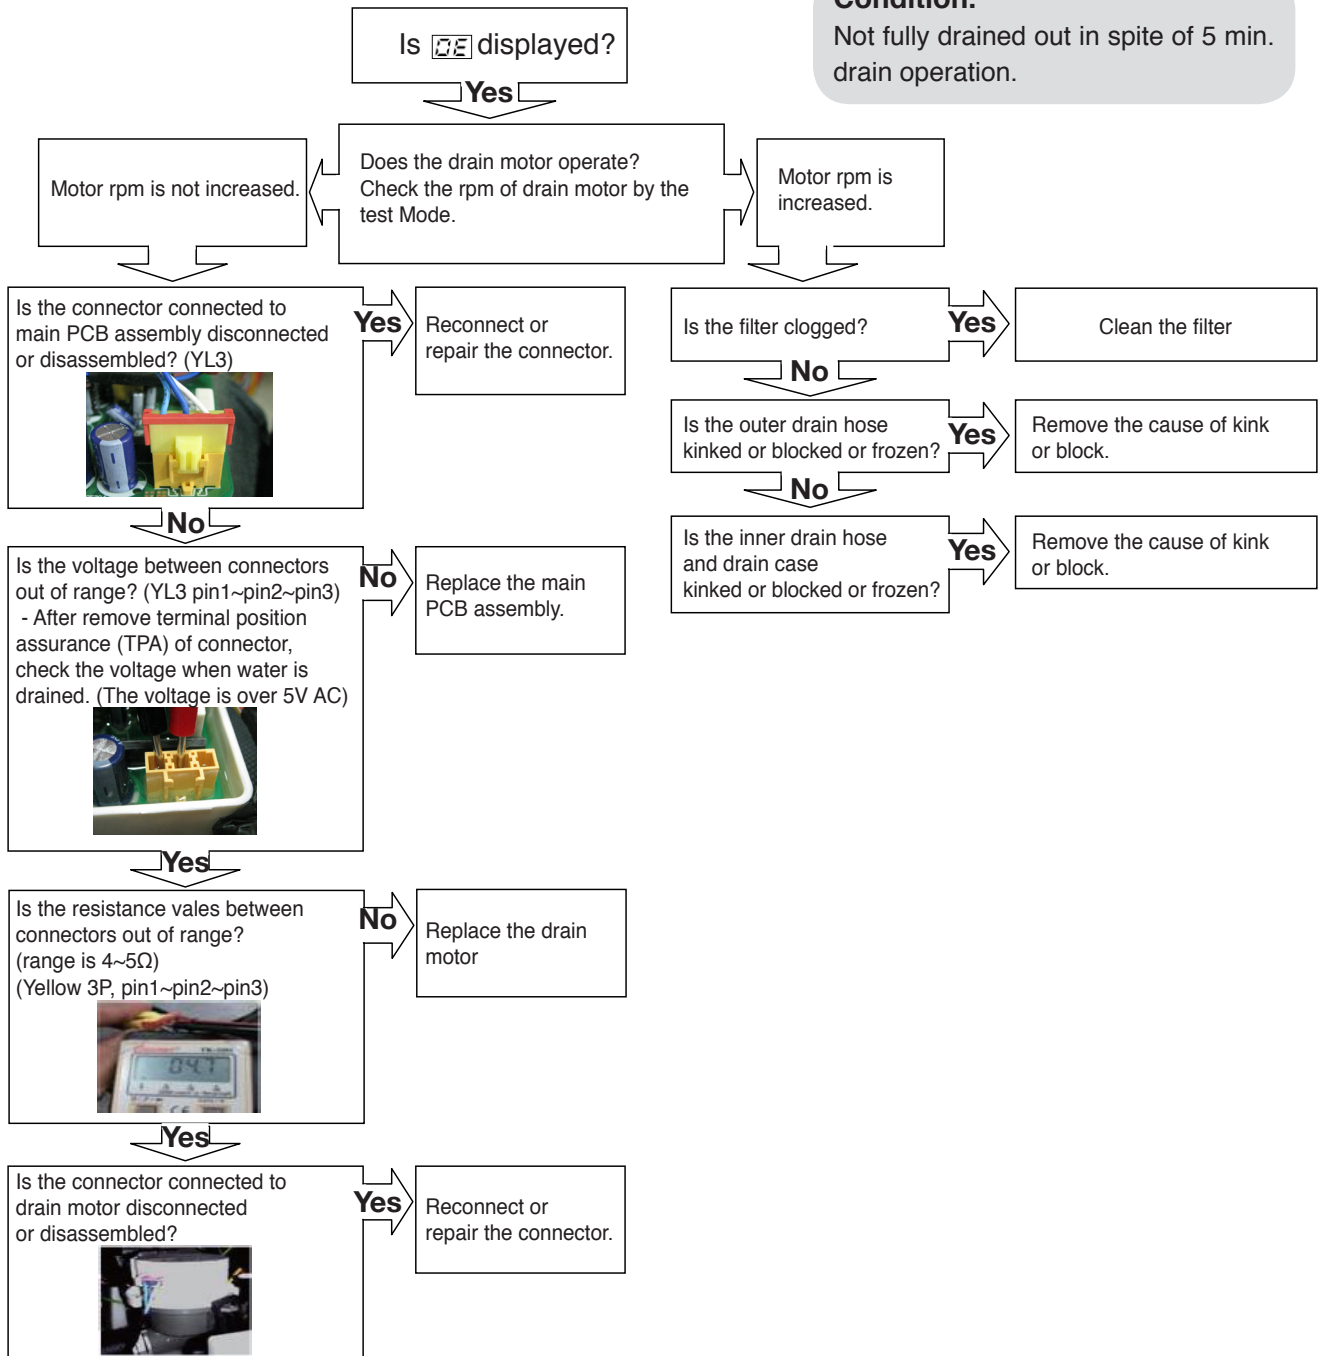 Condition:
Not fully drained out in spite of 5 min.
drain operation.
Is OE displayed?
Yes
Does the drain motor operate?
Check the rpm of drain motor by the
test Mode.
Motor rpm is not increased.
Motor rpm is
increased.
Is the connector connected to
main PCB assembly disconnected
or disassembled? (YL3)
Yes
Reconnect or
repair the connector.
No
Is the voltage between connectors
out of range? (YL3 pin1~pin2~pin3)
- After remove terminal position
assurance (TPA) of connector,
check the voltage when water is
drained. (The voltage is over 5V AC)
No
Replace the main
PCB assembly.
Yes
Is the resistance vales between
connectors out of range?
(range is 4~5Ω)
(Yellow 3P, pin1~pin2~pin3)
04.7
No
Replace the drain
motor
Yes
Is the connector connected to
drain motor disconnected
or disassembled?
Yes
Reconnect or
repair the connector.
Is the filter clogged?
Yes
Clean the filter
No
Is the outer drain hose
kinked or blocked or frozen?
Yes
Remove the cause of kink
or block.
No
Is the inner drain hose
and drain case
kinked or blocked or frozen?
Yes
Remove the cause of kink
or block.